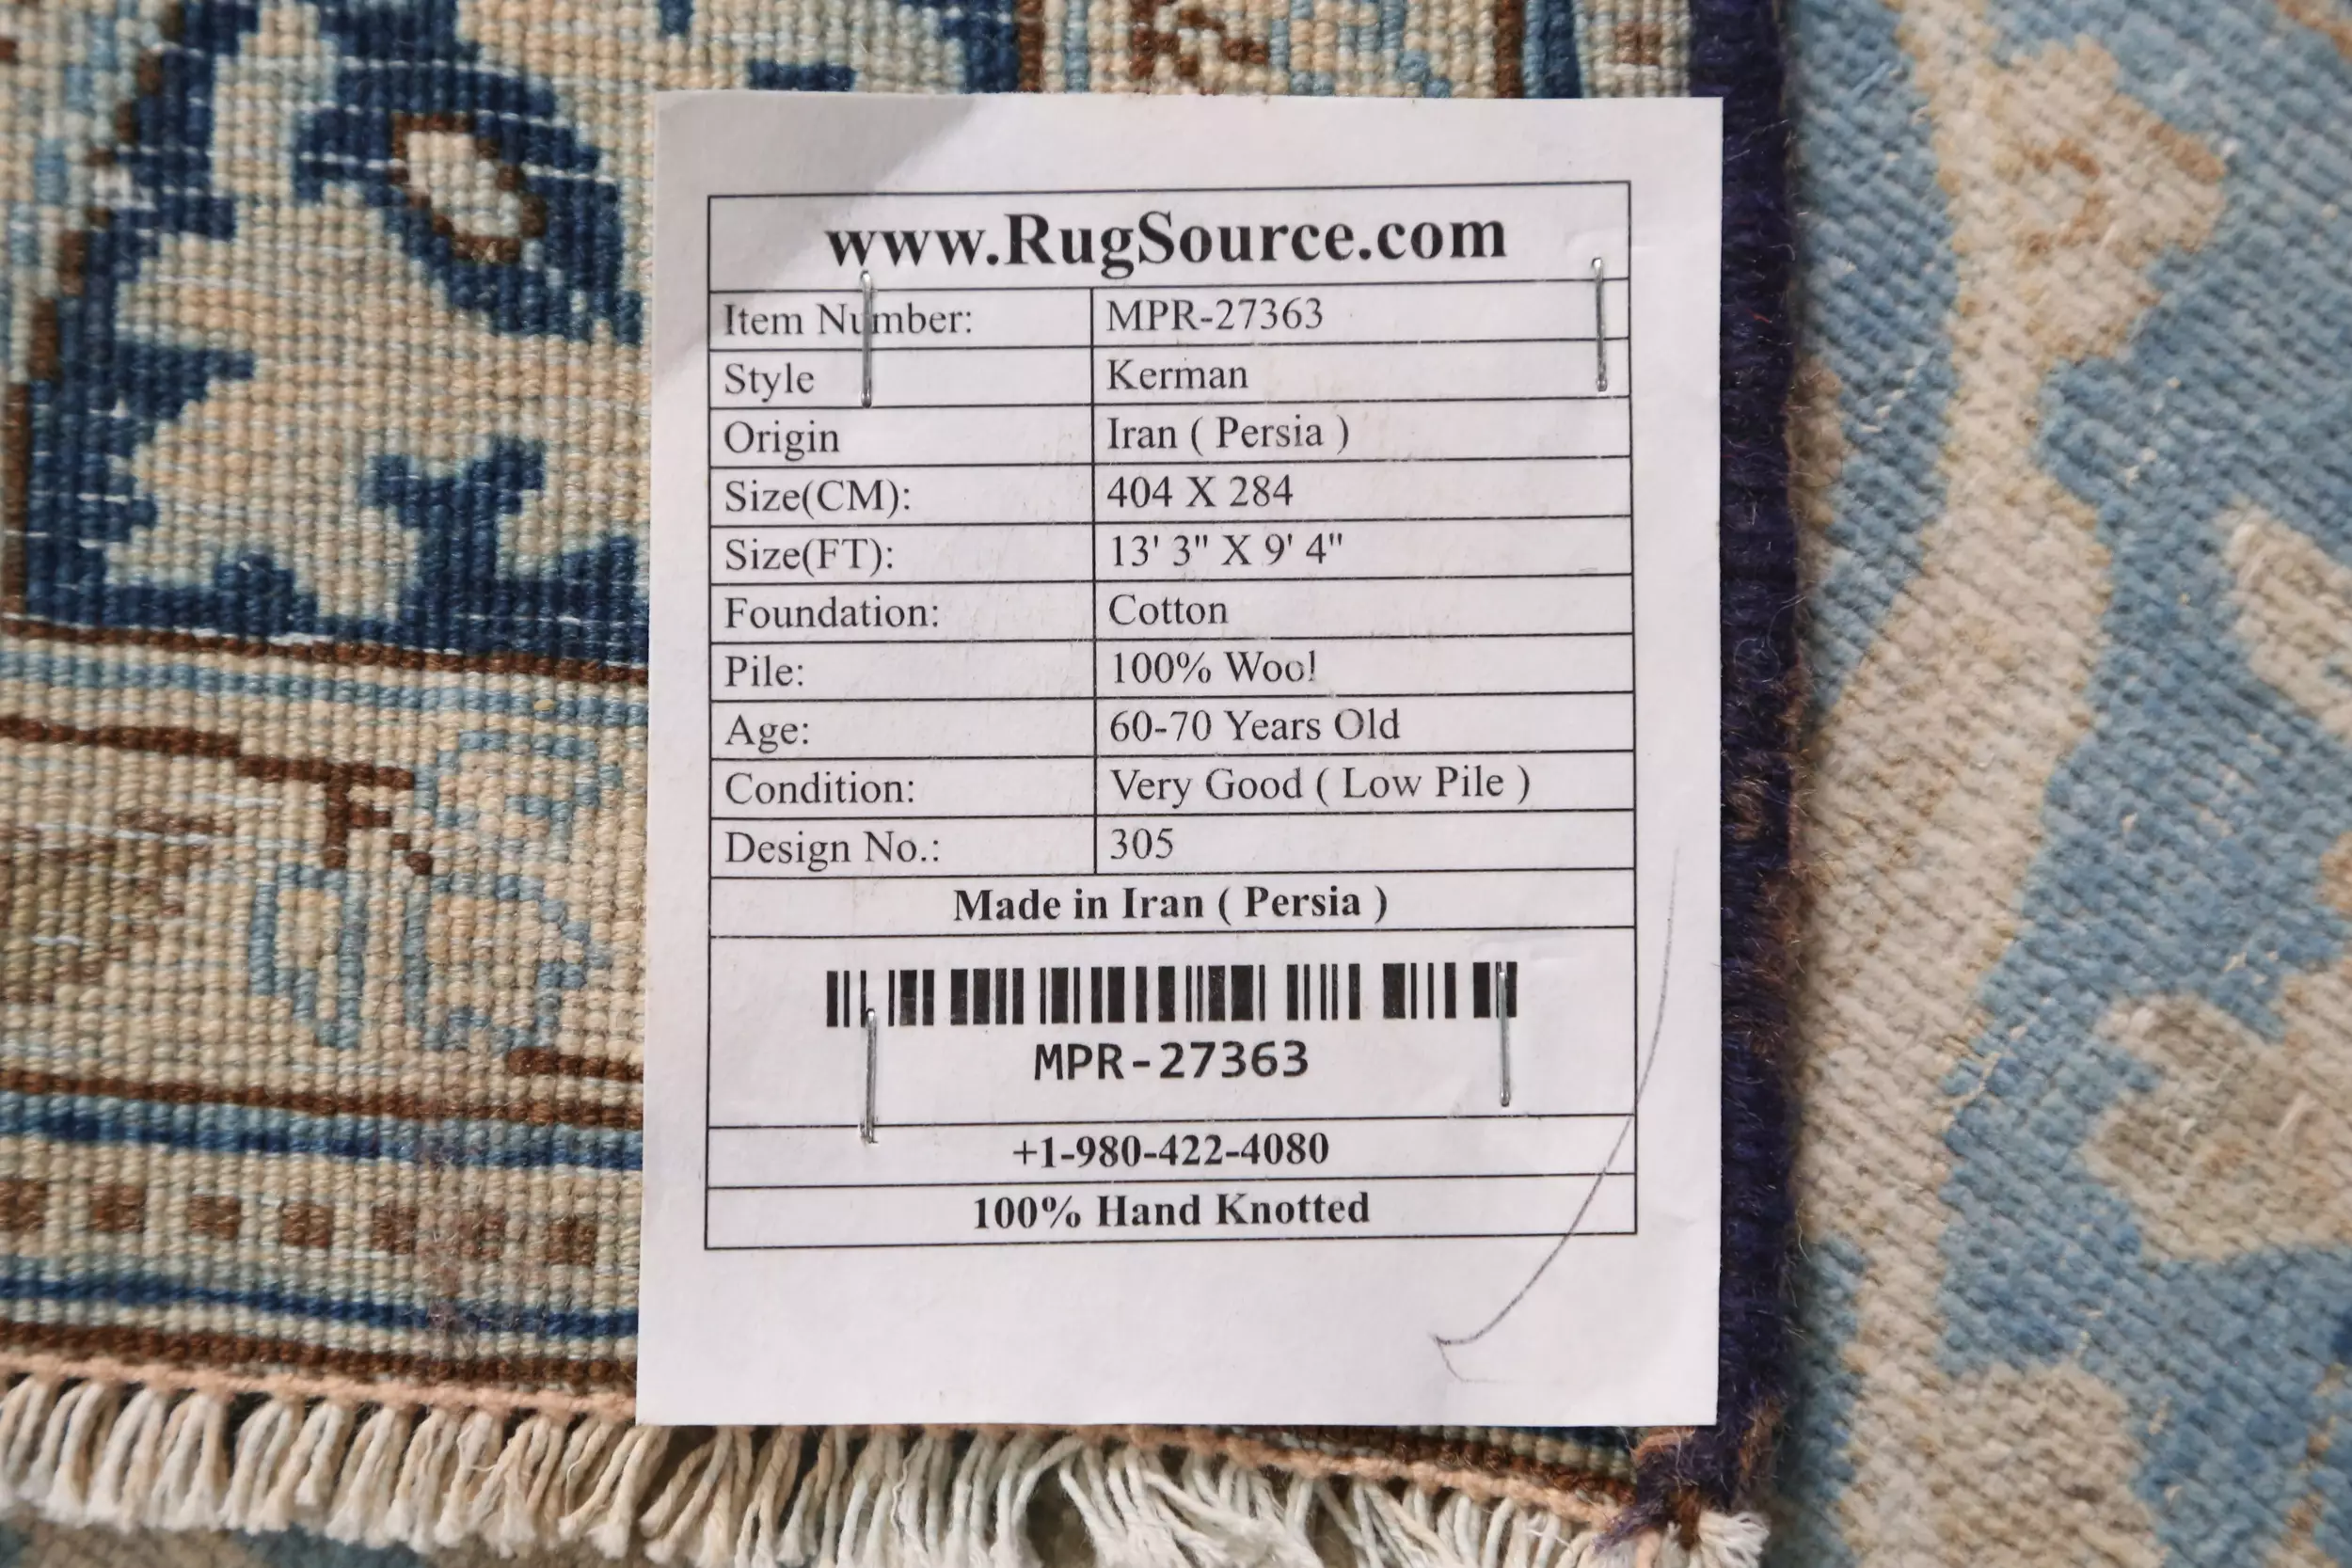 www.RugSource.com
Item Number: MPR-27363
Style Kerman
Origin Iran ( Persia )
Size(CM): 404 X 284
Size(FT): 13' 3" X 9' 4"
Foundation: Cotton
Pile: 100% Wool
Age: 60-70 Years Old
Condition: Very Good ( Low Pile )
Design No.: 305
Made in Iran ( Persia )
MPR-27363
+1-980-422-4080
100% Hand Knotted